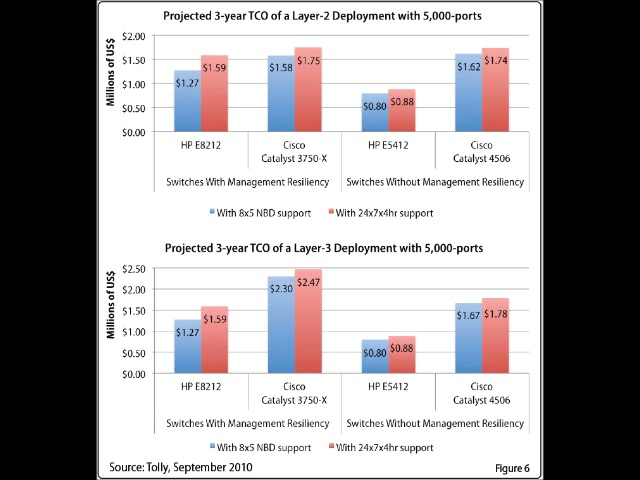 Projected 3-year TCO of a Layer-2 Deployment with 5,000-ports
Millions of US$
$2.00
$1.50
$1.00
$0.50
$0.00
$1.27
$1.59
$1.58
$1.75
$0.80
$0.88
$1.62
$1.74
HP E8212
Cisco
Catalyst 3750-X
HP E5412
Cisco
Catalyst 4506
Switches With Management Resiliency
Switches Without Management Resiliency
With 8x5 NBD support
With 24x7x4hr support
Projected 3-year TCO of a Layer-3 Deployment with 5,000-ports
Millions of US$
$2.50
$2.00
$1.50
$1.00
$0.50
$0.00
$1.27
$1.59
$2.30
$2.47
$0.80
$0.88
$1.67
$1.78
HP E8212
Cisco
Catalyst 3750-X
HP E5412
Cisco
Catalyst 4506
Switches With Management Resiliency
Switches Without Management Resiliency
With 8x5 NBD support
With 24x7x4hr support
Source: Tolly, September 2010
Figure 6